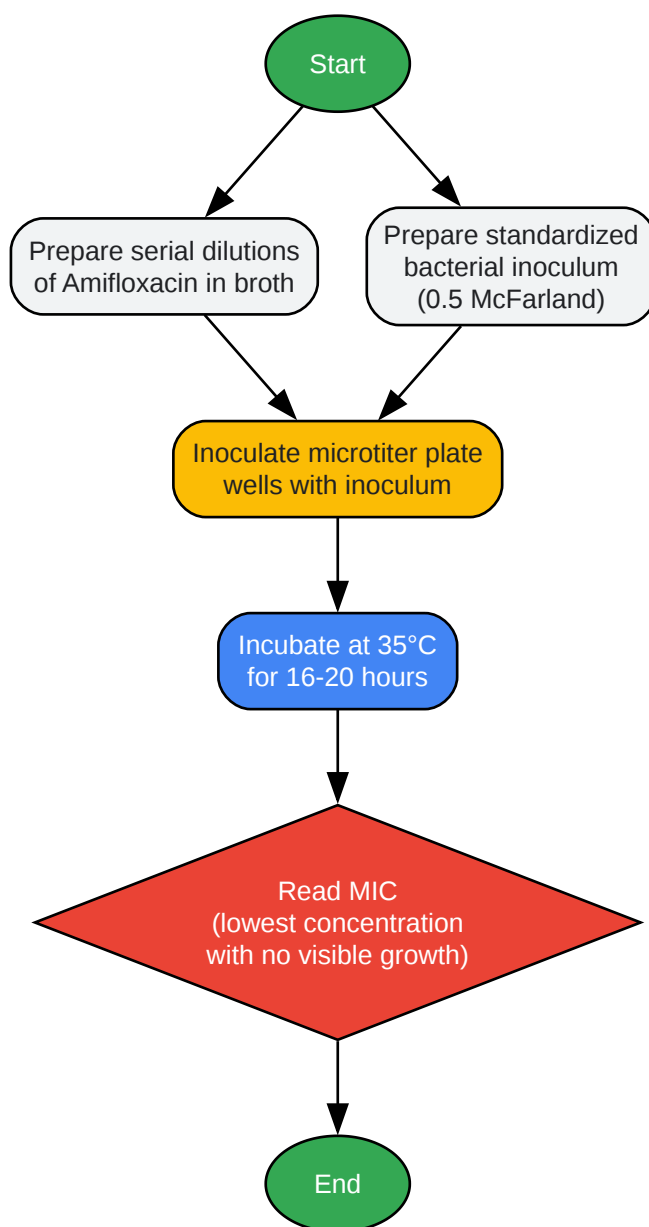 Start
Prepare serial dilutions
of Amifloxacin in broth
Prepare standardized
bacterial inoculum
(0.5 McFarland)
Inoculate microtiter plate
wells with inoculum
Incubate at 35°C
for 16-20 hours
Read MIC
(lowest concentration
with no visible growth)
End